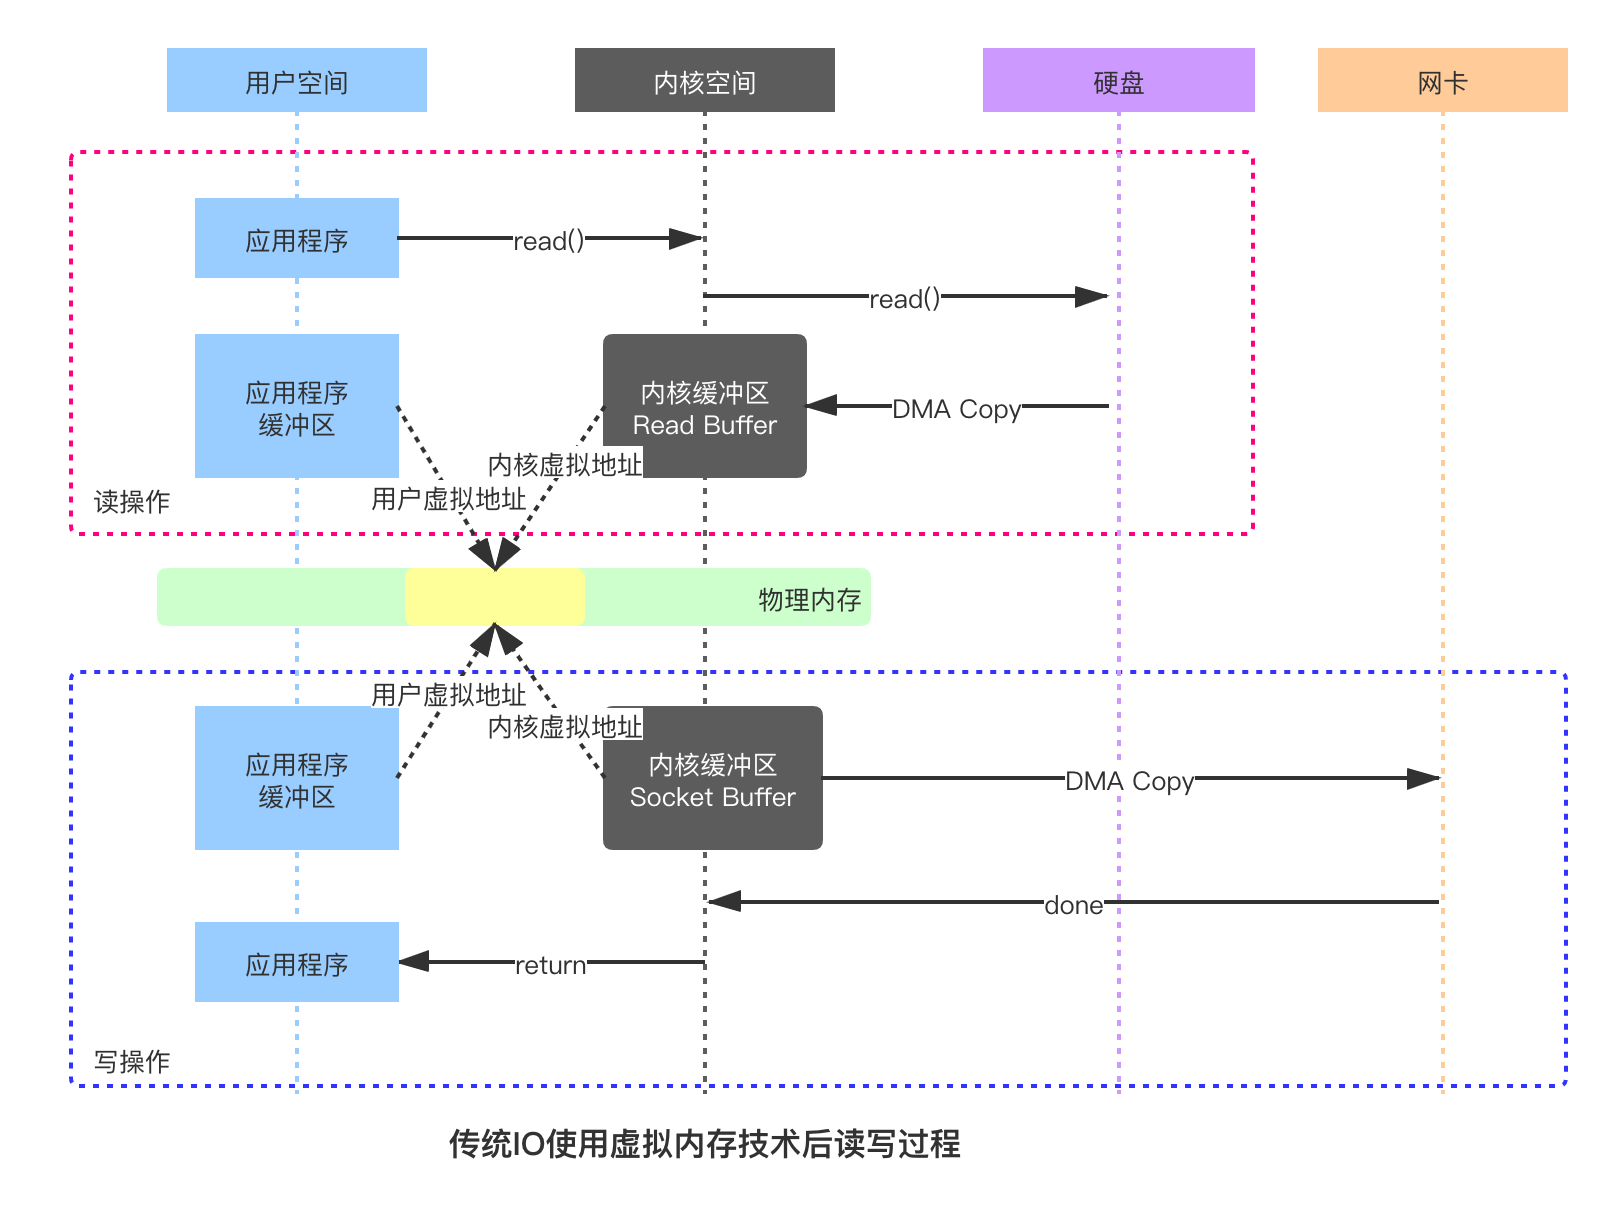 用户空间
内核空间
硬盘
网卡
应用程序
read()
read()
应用程序
缓冲区
内核缓冲区
Read Buffer
DMA Copy
内核虚拟地址
用户虚拟地址
读操作
物理内存
用户虚拟地址
内核虚拟地址
应用程序
缓冲区
内核缓冲区
Socket Buffer
DMA Copy
done
应用程序
return
写操作
传统IO使用虚拟内存技术后读写过程